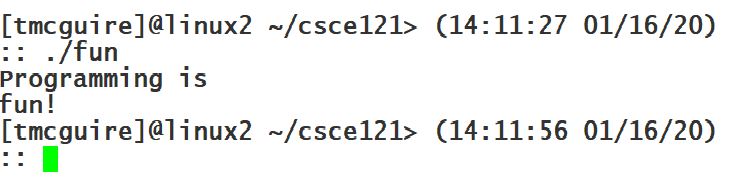 [tmcguire]@linux2 ~/csce121> (14:11:27 01/16/20)
:: ./fun
Programming is
fun!
[tmcguire]@linux2 ~/csce121> (14:11:56 01/16/20)
::